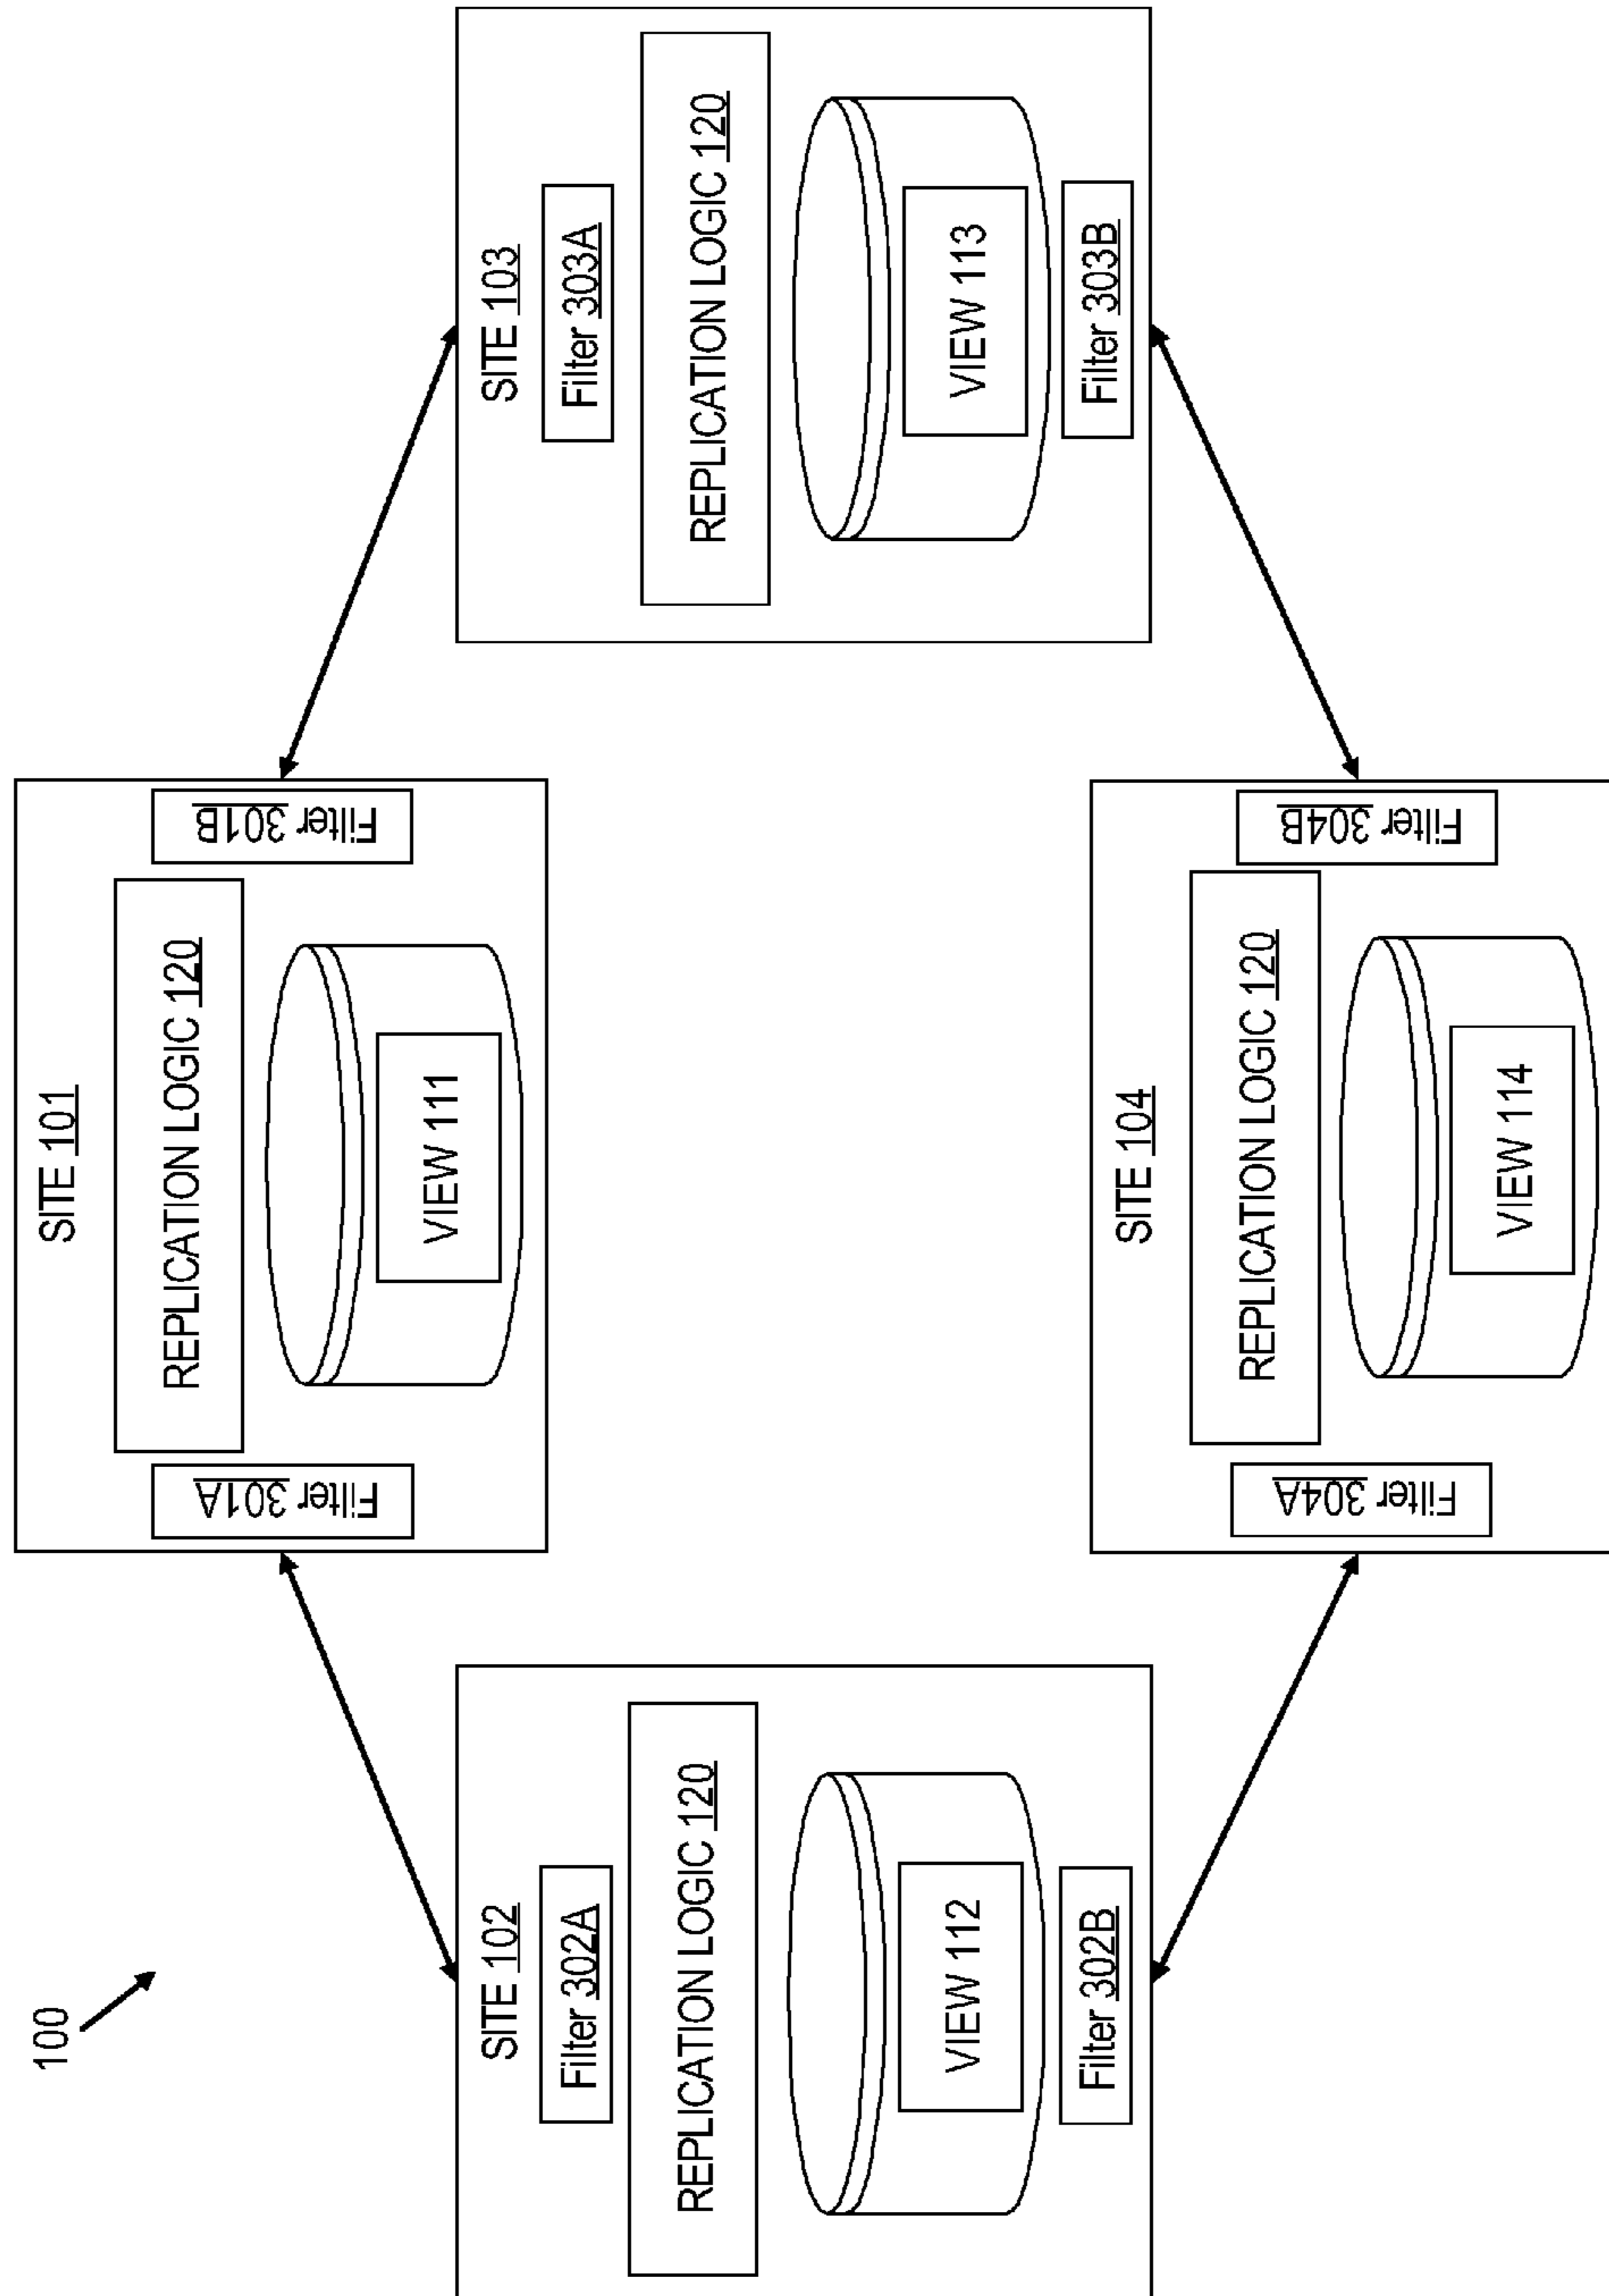 100
SITE 101
Filter 301A
REPLICATION LOGIC 120
Filter 301B
VIEW 111
SITE 102
Filter 302A
REPLICATION LOGIC 120
VIEW 112
Filter 302B
SITE 103
Filter 303A
REPLICATION LOGIC 120
VIEW 113
Filter 303B
SITE 104
Filter 304A
REPLICATION LOGIC 120
Filter 304B
VIEW 114